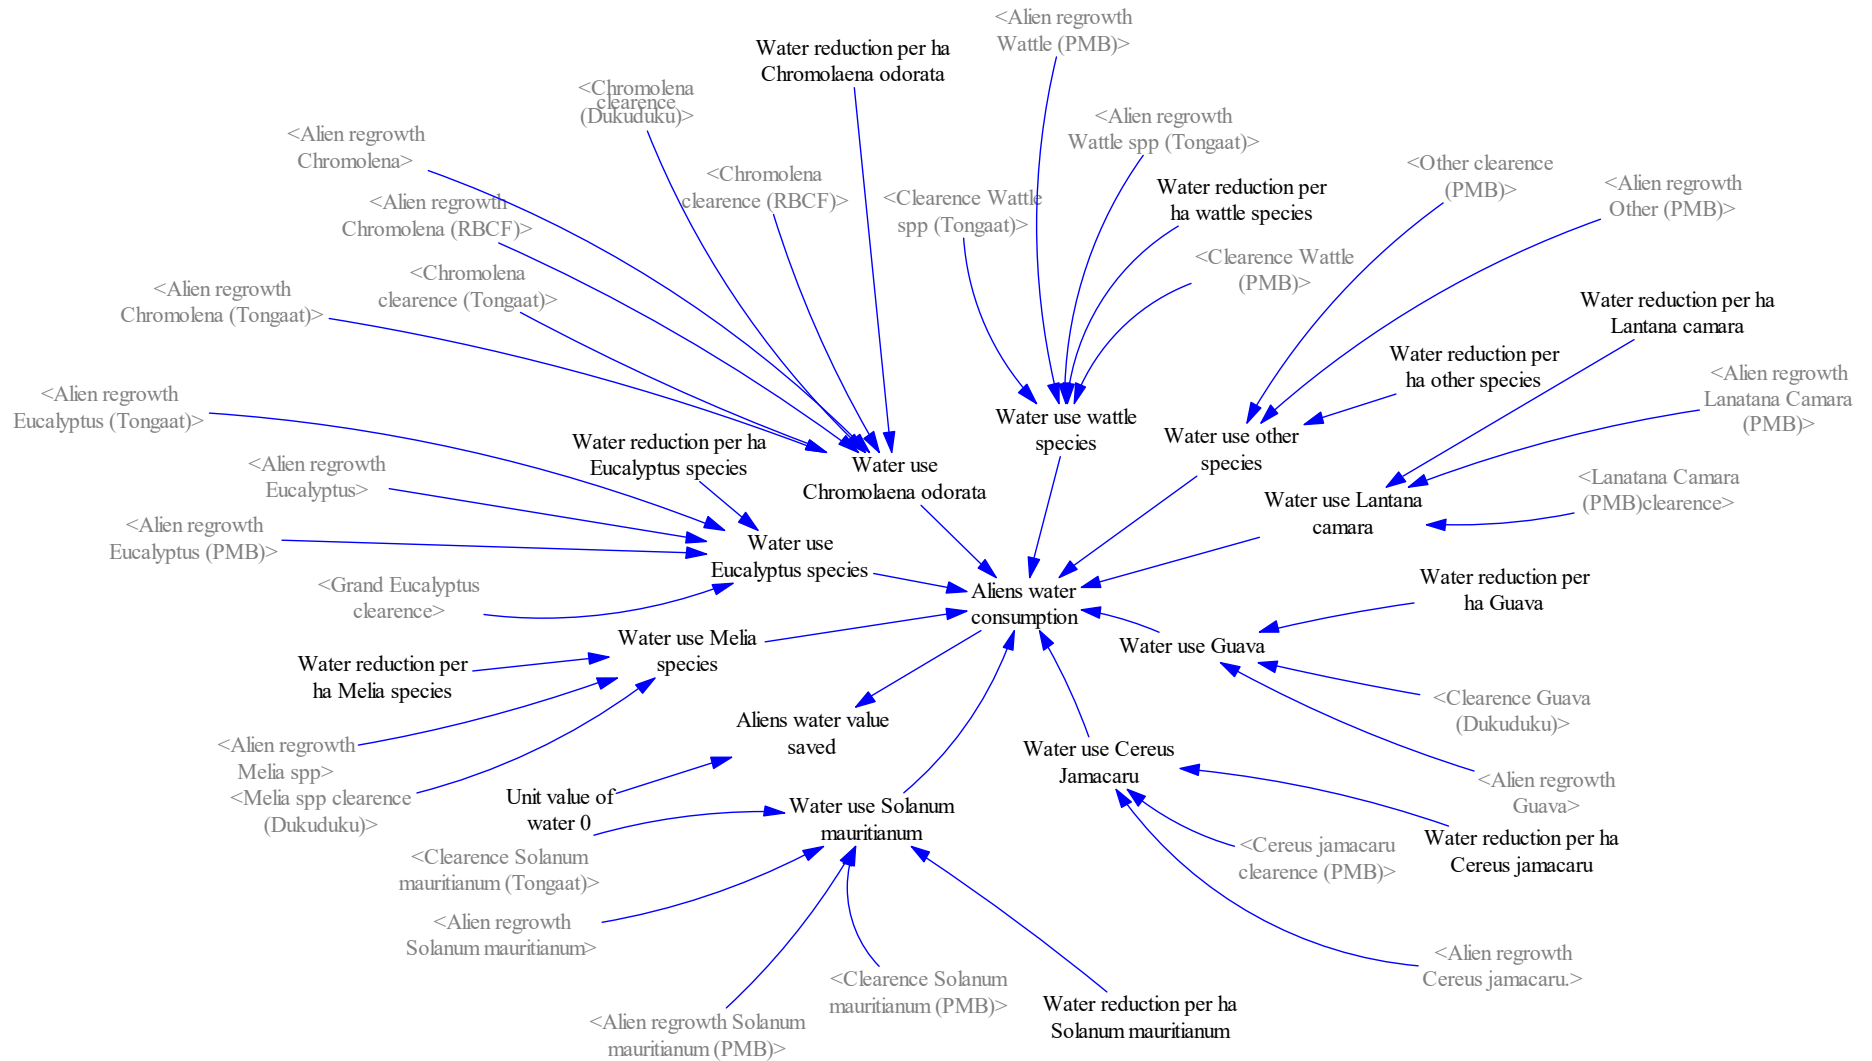 <Alien regrowth
Wattle (PMB)>
Water reduction per ha
Chromolaena odorata
<Chromolena
clearence
(Dukuduku)>
<Alien regrowth
Chromolena>
<Alien regrowth
Wattle spp (Tongaat)>
<Chromolena
clearence (RBCF)>
<Clearence Wattle
spp (Tongaat)>
Water reduction per
ha wattle species
<Other clearence
(PMB)>
<Alien regrowth
Other (PMB)>
<Alien regrowth
Chromolena (RBCF)>
<Clearence Wattle
(PMB)>
<Chromolena
clearence (Tongaat)>
<Alien regrowth
Chromolena (Tongaat)>
Water reduction per ha
Lantana camara
Water reduction per
ha other species
<Alien regrowth
Lanatana Camara
(PMB)>
<Alien regrowth
Eucalyptus (Tongaat)>
Water reduction per ha
Eucalyptus species
Water use
Chromolaena odorata
Water use wattle
species
Water use other
species
<Alien regrowth
Eucalyptus>
Water use Lantana
camara
<Lanatana Camara
(PMB)clearence>
<Alien regrowth
Eucalyptus (PMB)>
Water use
Eucalyptus species
<Grand Eucalyptus
clearence>
Aliens water
consumption
Water reduction per
ha Guava
Water use Melia
species
Water use Guava
Water reduction per
ha Melia species
<Clearence Guava
(Dukuduku)>
Aliens water value
saved
<Alien regrowth
Melia spp>
Water use Cereus
Jamacaru
<Alien regrowth
Guava>
<Melia spp clearence
(Dukuduku)>
Unit value of
water 0
Water use Solanum
mauritianum
Water reduction per ha
Cereus jamacaru
<Cereus jamacaru
clearence (PMB)>
<Clearence Solanum
mauritianum (Tongaat)>
<Alien regrowth
Solanum mauritianum>
<Alien regrowth
Cereus jamacaru.>
<Clearence Solanum
mauritianum (PMB)>
Water reduction per ha
Solanum mauritianum
<Alien regrowth Solanum
mauritianum (PMB)>